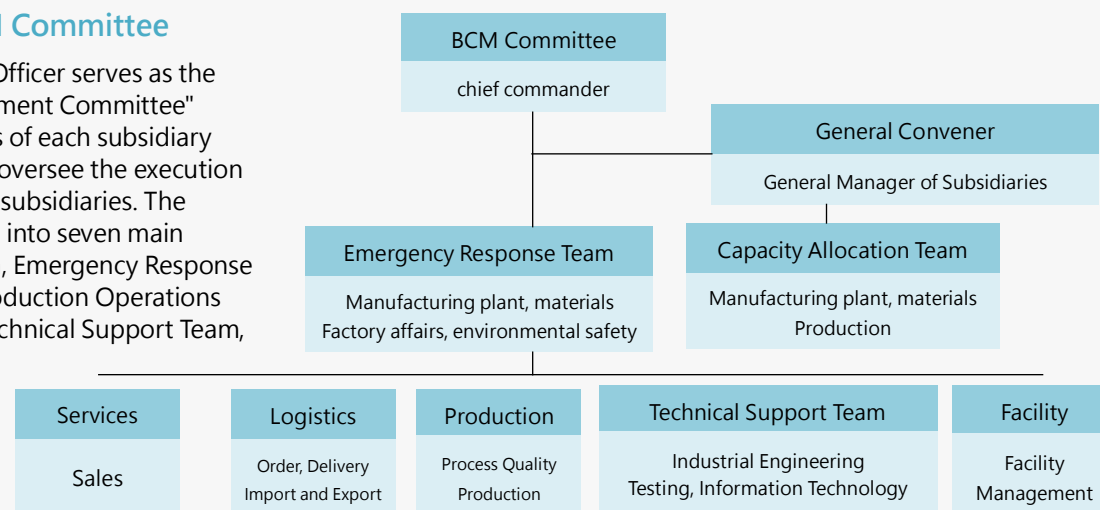 Committee
Officer serves as the
ment Committee"
s of each subsidiary
oversee the execution
subsidiaries. The
into seven main
, Emergency Response
oduction Operations
chnical Support Team,
BCM Committee
chief commander
General Convener
General Manager of Subsidiaries
Emergency Response Team
Manufacturing plant, materials
Factory affairs, environmental safety
Capacity Allocation Team
Manufacturing plant, materials
Production
Services
Sales
Logistics
Order, Delivery
Import and Export
Production
Process Quality
Production
Technical Support Team
Industrial Engineering
Testing, Information Technology
Facility
Facility
Management